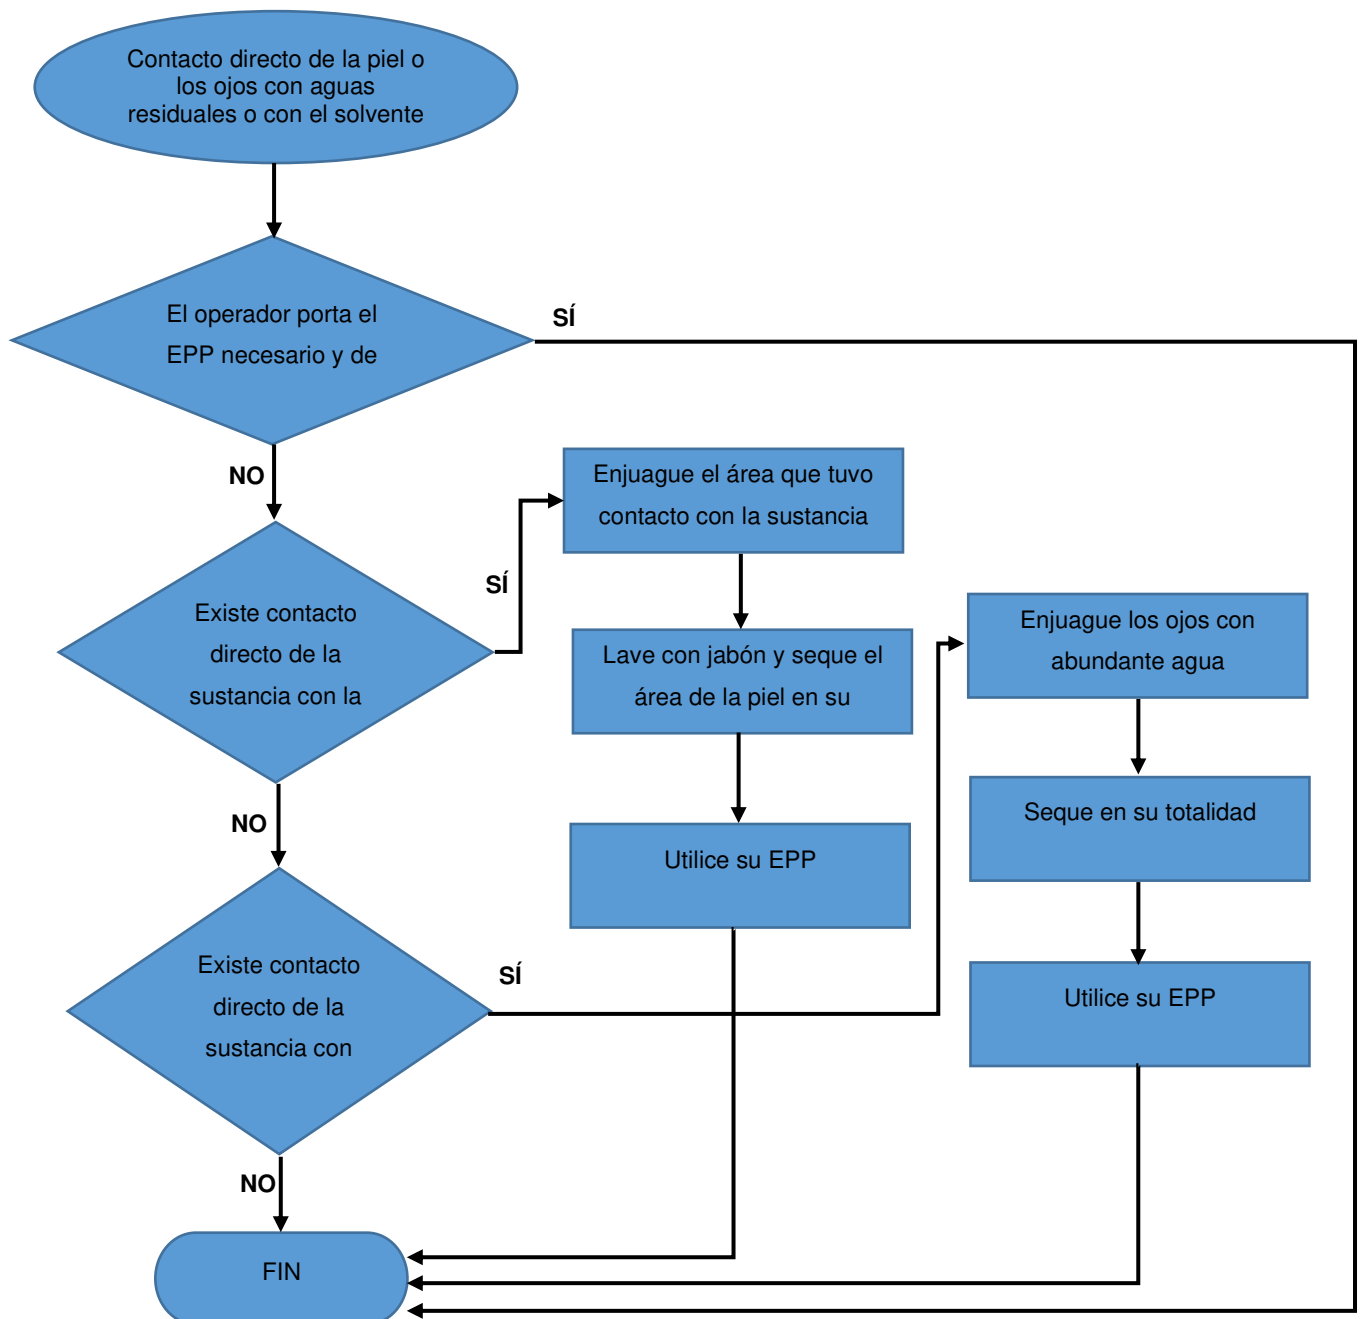 Contacto directo de la piel o
los ojos con aguas
residuales o con el solvente
El operador porta el
EPP necesario y de
SÍ
NO
Enjuague el área que tuvo
contacto con la sustancia
SÍ
Existe contacto
directo de la
sustancia con la
Lave con jabón y seque el
área de la piel en su
Enjuague los ojos con
abundante agua
NO
Utilice su EPP
Seque en su totalidad
Existe contacto
directo de la
sustancia con
SÍ
Utilice su EPP
NO
FIN